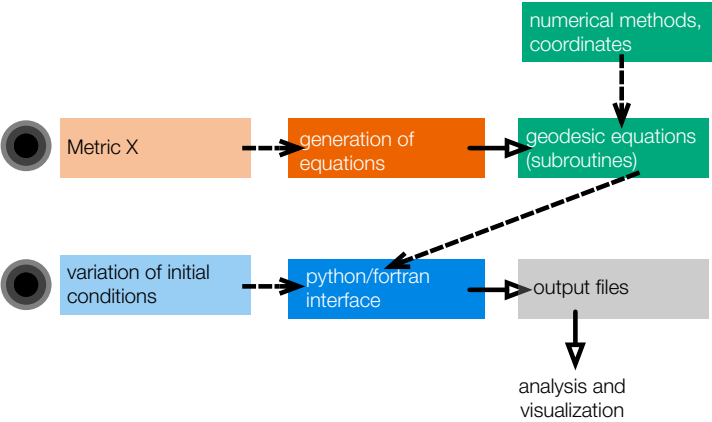 numerical methods,
coordinates
Metric X
generation of
equations
geodesic equations
(subroutines)
variation of initial
conditions
python/fortran
interface
output files
analysis and
visualization